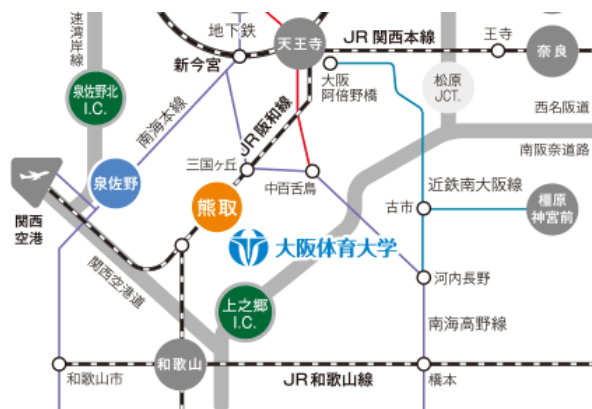 地下鉄
速湾岸線
新今宮
天王寺
JR関西本線
王寺
奈良
大阪
阿倍野橋
松原
JCT.
泉佐野北
I.C.
南海本線
JR阪和線
西名阪道
南阪奈道路
三国ヶ丘
中百舌鳥
近鉄南大阪線
泉佐野
熊取
古市
橿原
神宮前
関西
空港
大阪体育大学
関西空港道
河内長野
上之郷
I.C.
南海高野線
和歌山
和歌山市
JR和歌山線
橋本